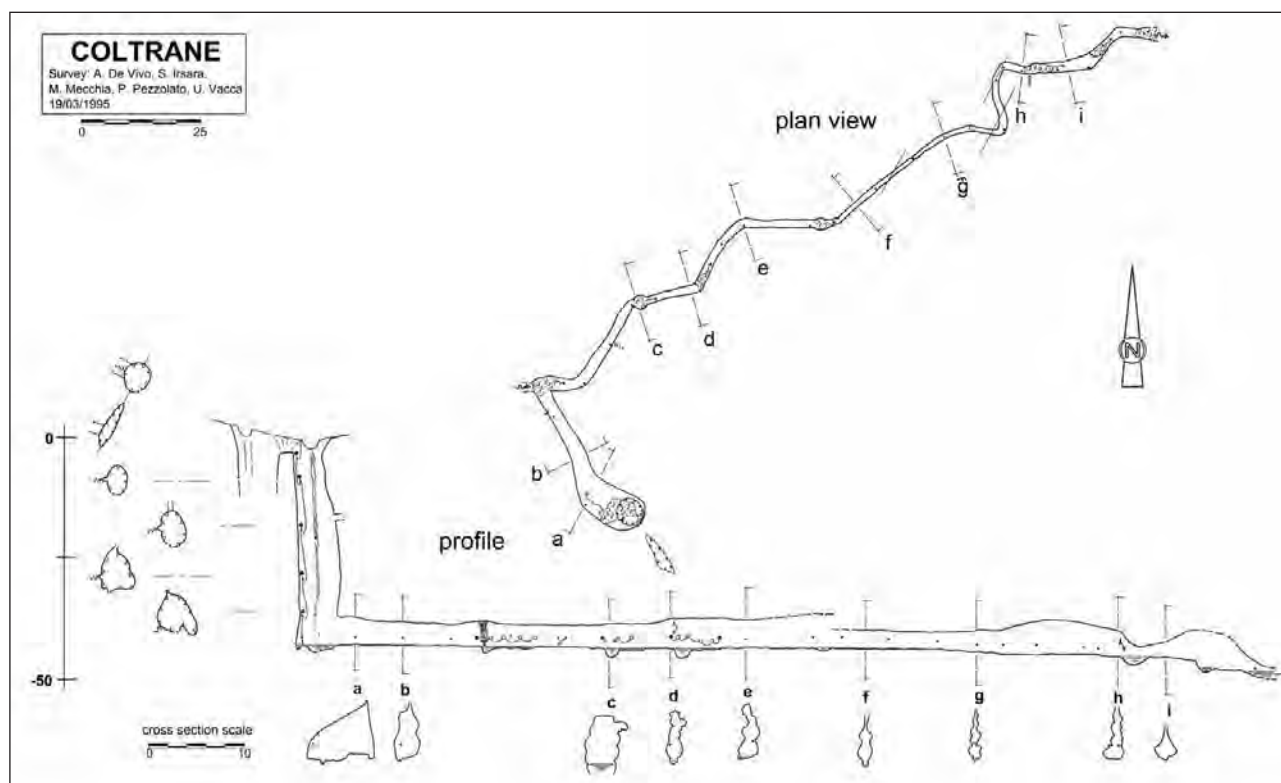 COLTRANE
Survey: A. De Vivo, S. Irsara,
M. Mecchia, P. Pezzolato, U. Vacca
19/03/1995
0 25
plan view
h i
g
f
e
c d
N
b
a
0
profile
-50
a b c d e f g h i
cross section scale
0 10